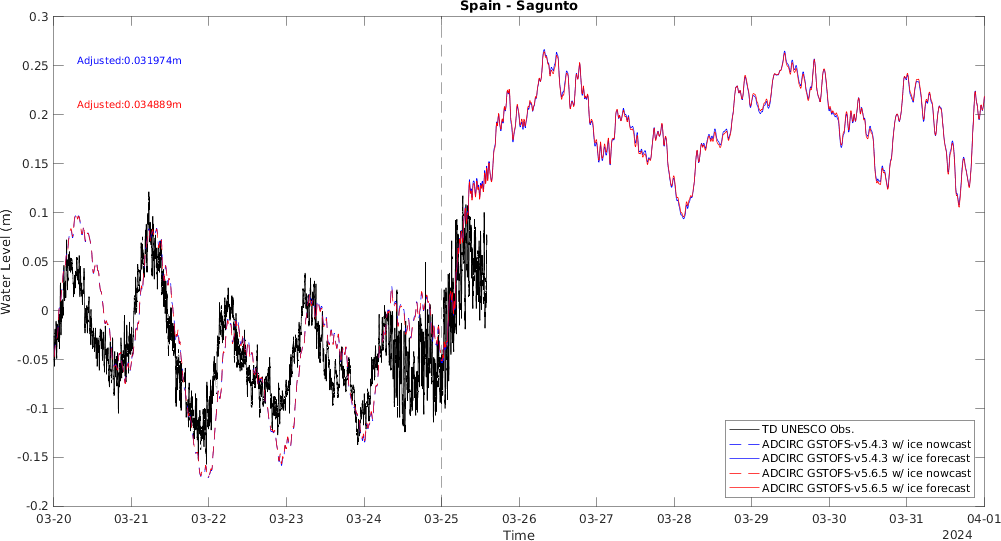 Spain - Sagunto
0.3
0.25
0.2
0.15
0.1
0.05
0
-0.05
-0.1
-0.15
-0.2
Water Level (m)
Adjusted:0.031974m
Adjusted:0.034889m
TD UNESCO Obs.
ADCIRC GSTOFS-v5.4.3 w/ ice nowcast
ADCIRC GSTOFS-v5.4.3 w/ ice forecast
ADCIRC GSTOFS-v5.6.5 w/ ice nowcast
ADCIRC GSTOFS-v5.6.5 w/ ice forecast
03-20 03-21 03-22 03-23 03-24 03-25 03-26 03-27 03-28 03-29 03-30 03-31 04-01
Time
2024